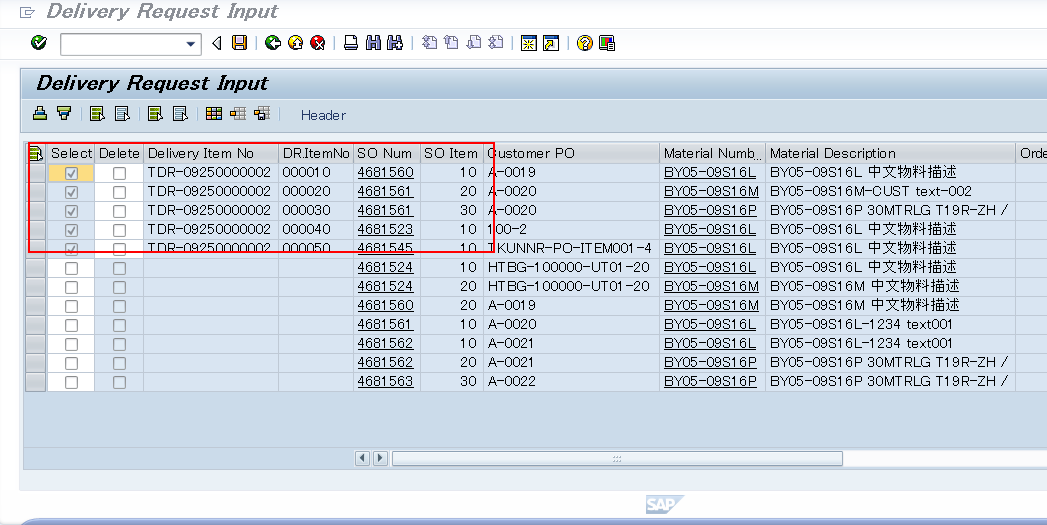 Delivery Request Input
Delivery Request Input
Header
Select Delete Delivery Item No DR.ItemNo SO Num SO Item Customer PO Material Numb.. Material Description Orde
TDR-09250000002 000010 4681560 10 A-0019 BY05-09S16L BY05-09S16L 中文物料描述
TDR-09250000002 000020 4681561 20 A-0020 BY05-09S16M BY05-09S16M-CUST text-002
TDR-09250000002 000030 4681561 30 A-0020 BY05-09S16P BY05-09S16P 30MTRLG T19R-ZH /
TDR-09250000002 000040 4681523 10 100-2 BY05-09S16L BY05-09S16L 中文物料描述
TDR-09250000002 000050 4681545 10 TKUNNR-PO-ITEM001-4 BY05-09S16L BY05-09S16L 中文物料描述
4681524 10 HTBG-100000-UT01-20 BY05-09S16L BY05-09S16L 中文物料描述
4681524 20 HTBG-100000-UT01-20 BY05-09S16M BY05-09S16M 中文物料描述
4681560 20 A-0019 BY05-09S16M BY05-09S16M 中文物料描述
4681561 10 A-0020 BY05-09S16L BY05-09S16L-1234 text001
4681562 10 A-0021 BY05-09S16L BY05-09S16L-1234 text001
4681562 20 A-0021 BY05-09S16P BY05-09S16P 30MTRLG T19R-ZH /
4681563 30 A-0022 BY05-09S16P BY05-09S16P 30MTRLG T19R-ZH /
SAP